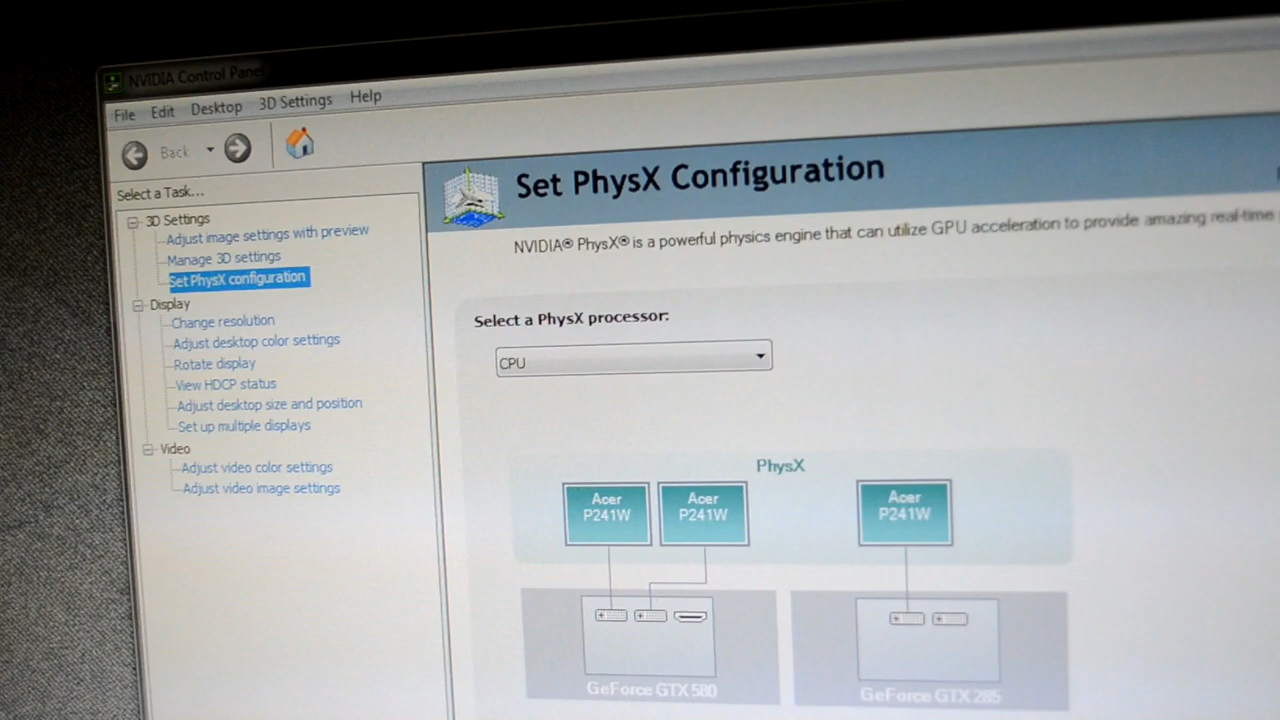 NVIDIA Control Panel
File Edit Desktop 3D Settings Help
Back
Select a Task...
3D Settings
Adjust image settings with preview
Manage 3D settings
Set PhysX configuration
Display
Change resolution
Adjust desktop color settings
Rotate display
View HDCP status
Adjust desktop size and position
Set up multiple displays
Video
Adjust video color settings
Adjust video image settings
Set PhysX Configuration
NVIDIA® PhysX® is a powerful physics engine that can utilize GPU acceleration to provide amazing real-time
Select a PhysX processor:
CPU
PhysX
Acer
P241W
Acer
P241W
Acer
P241W
GeForce GTX 580
GeForce GTX 285